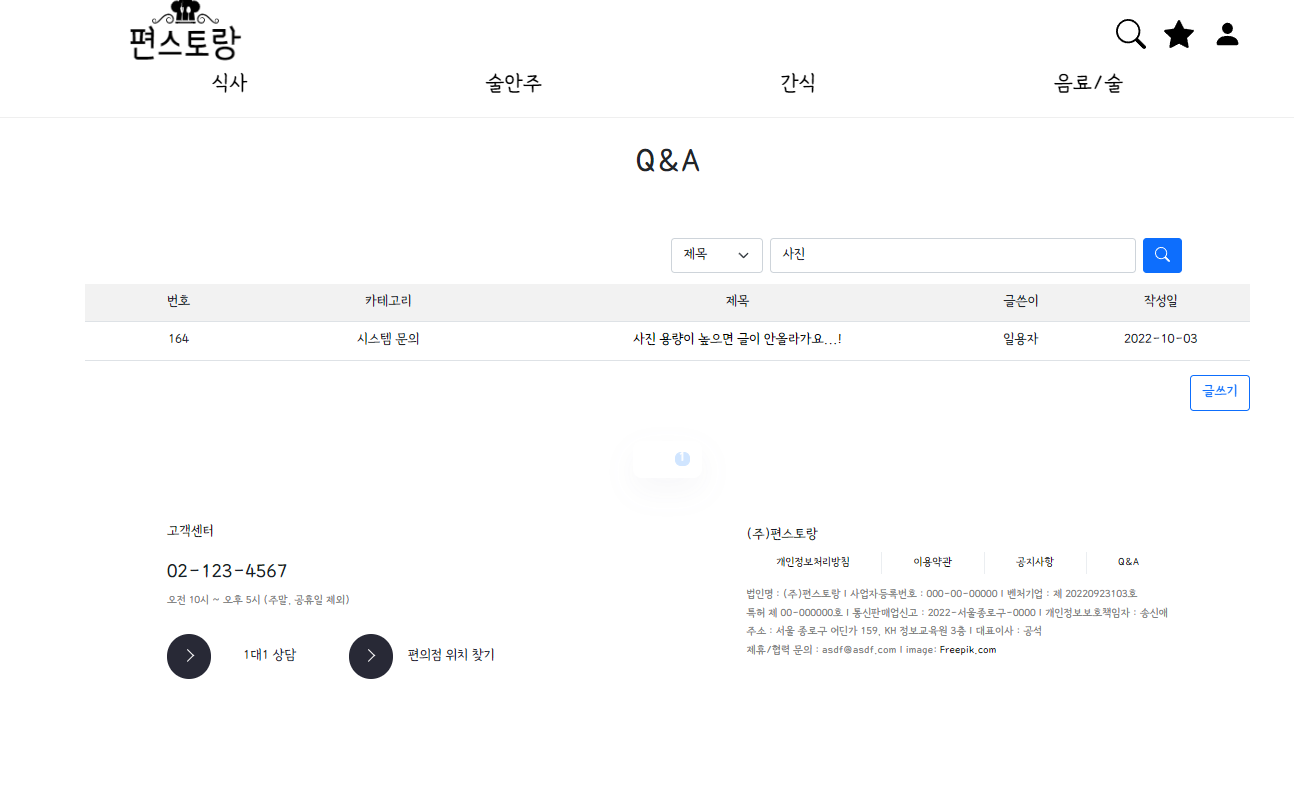 편스토랑
식사 술안주 간식 음료/술
Q&A
제목 사진
번호 카테고리 제목 글쓴이 작성일
164 시스템 문의 사진 용량이 높으면 글이 안올라가요...! 일용자 2022-10-03
글쓰기
고객센터
02-123-4567
오전 10시 ~ 오후 5시 (주말, 공휴일 제외)
1대1 상담 편의점 위치 찾기
(주)편스토랑
개인정보처리방침 이용약관 공지사항 Q&A
법인명 : (주)편스토랑 | 사업자등록번호 : 000-00-00000 | 벤처기업 : 제 20220923103호
특허 제 00-000000호 | 통신판매업신고 : 2022-서울종로구-0000 | 개인정보보호책임자 : 송신애
주소 : 서울 종로구 어딘가 159, KH 정보교육원 3층 | 대표이사 : 공석
제휴/협력 문의 : asdf@asdf.com | image: Freepik.com